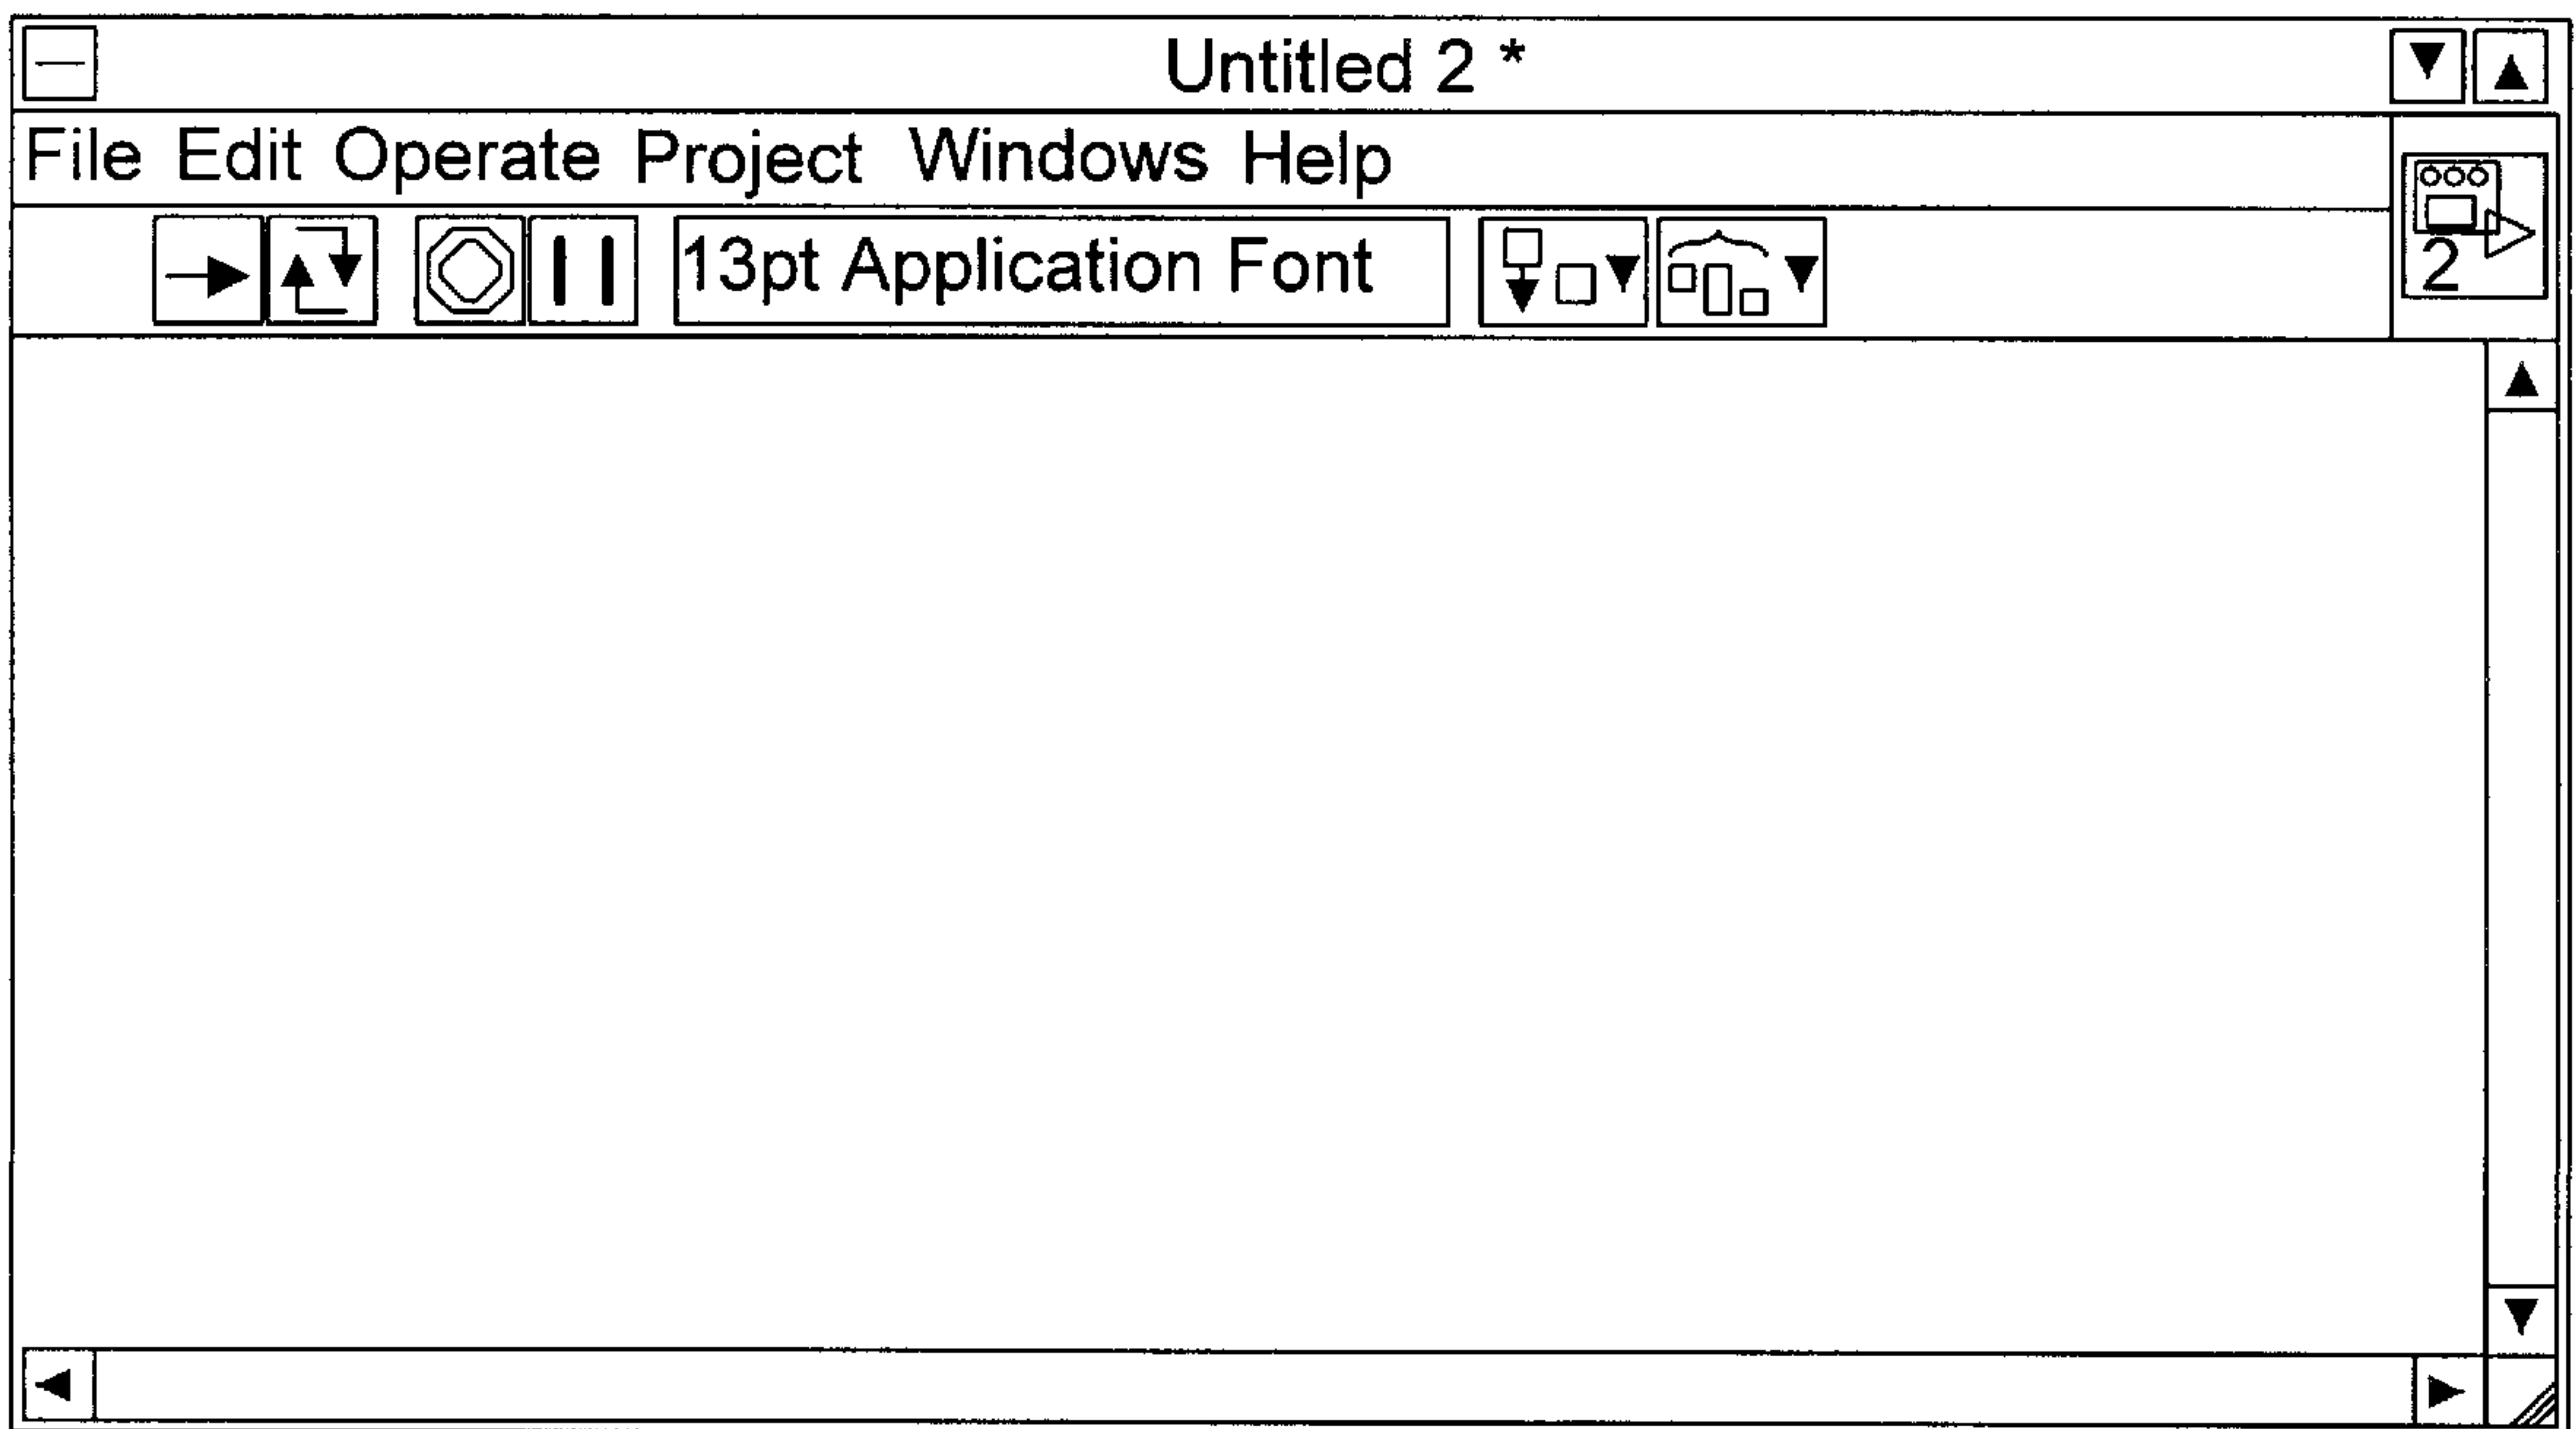 Untitled 2 *
File Edit Operate Project Windows Help
13pt Application Font
2